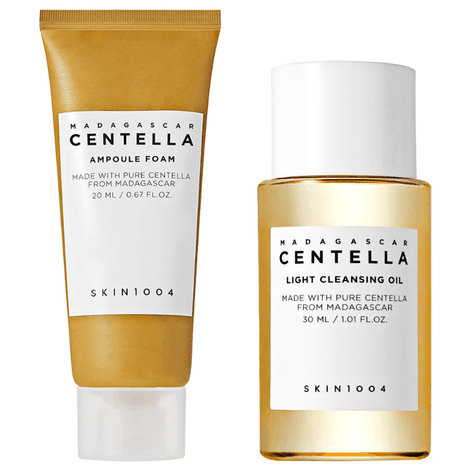 MADAGASCAR
CENTELLA
AMPOULE FOAM
MADE WITH PURE CENTELLA
FROM MADAGASCAR
20 ML / 0.67 FL.OZ.
SKIN1004
MADAGASCAR
CENTELLA
LIGHT CLEANSING OIL
MADE WITH PURE CENTELLA
FROM MADAGASCAR
30 ML / 1.01 FL.OZ.
SKIN1004